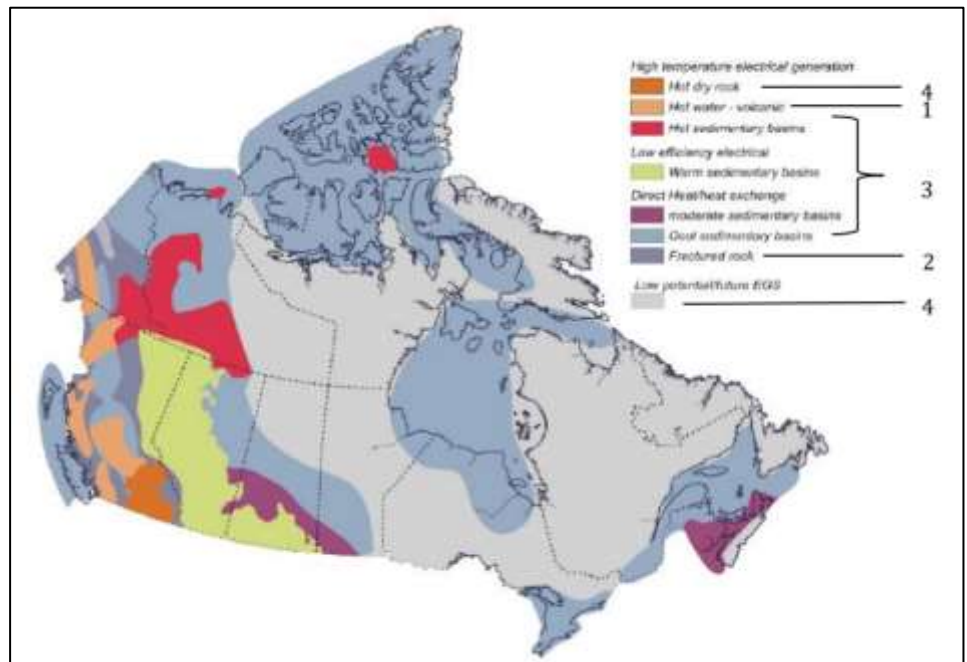 High temperature electrical generation
Hot dry rock 4
Hot water - volcanic 1
Hot sedimentary basins
Low efficiency electrical
Warm sedimentary basins
3
Direct Heat/heat exchange
moderate sedimentary basins
Cool sedimentary basins
Fractured rock 2
Low potential/future EGS
4